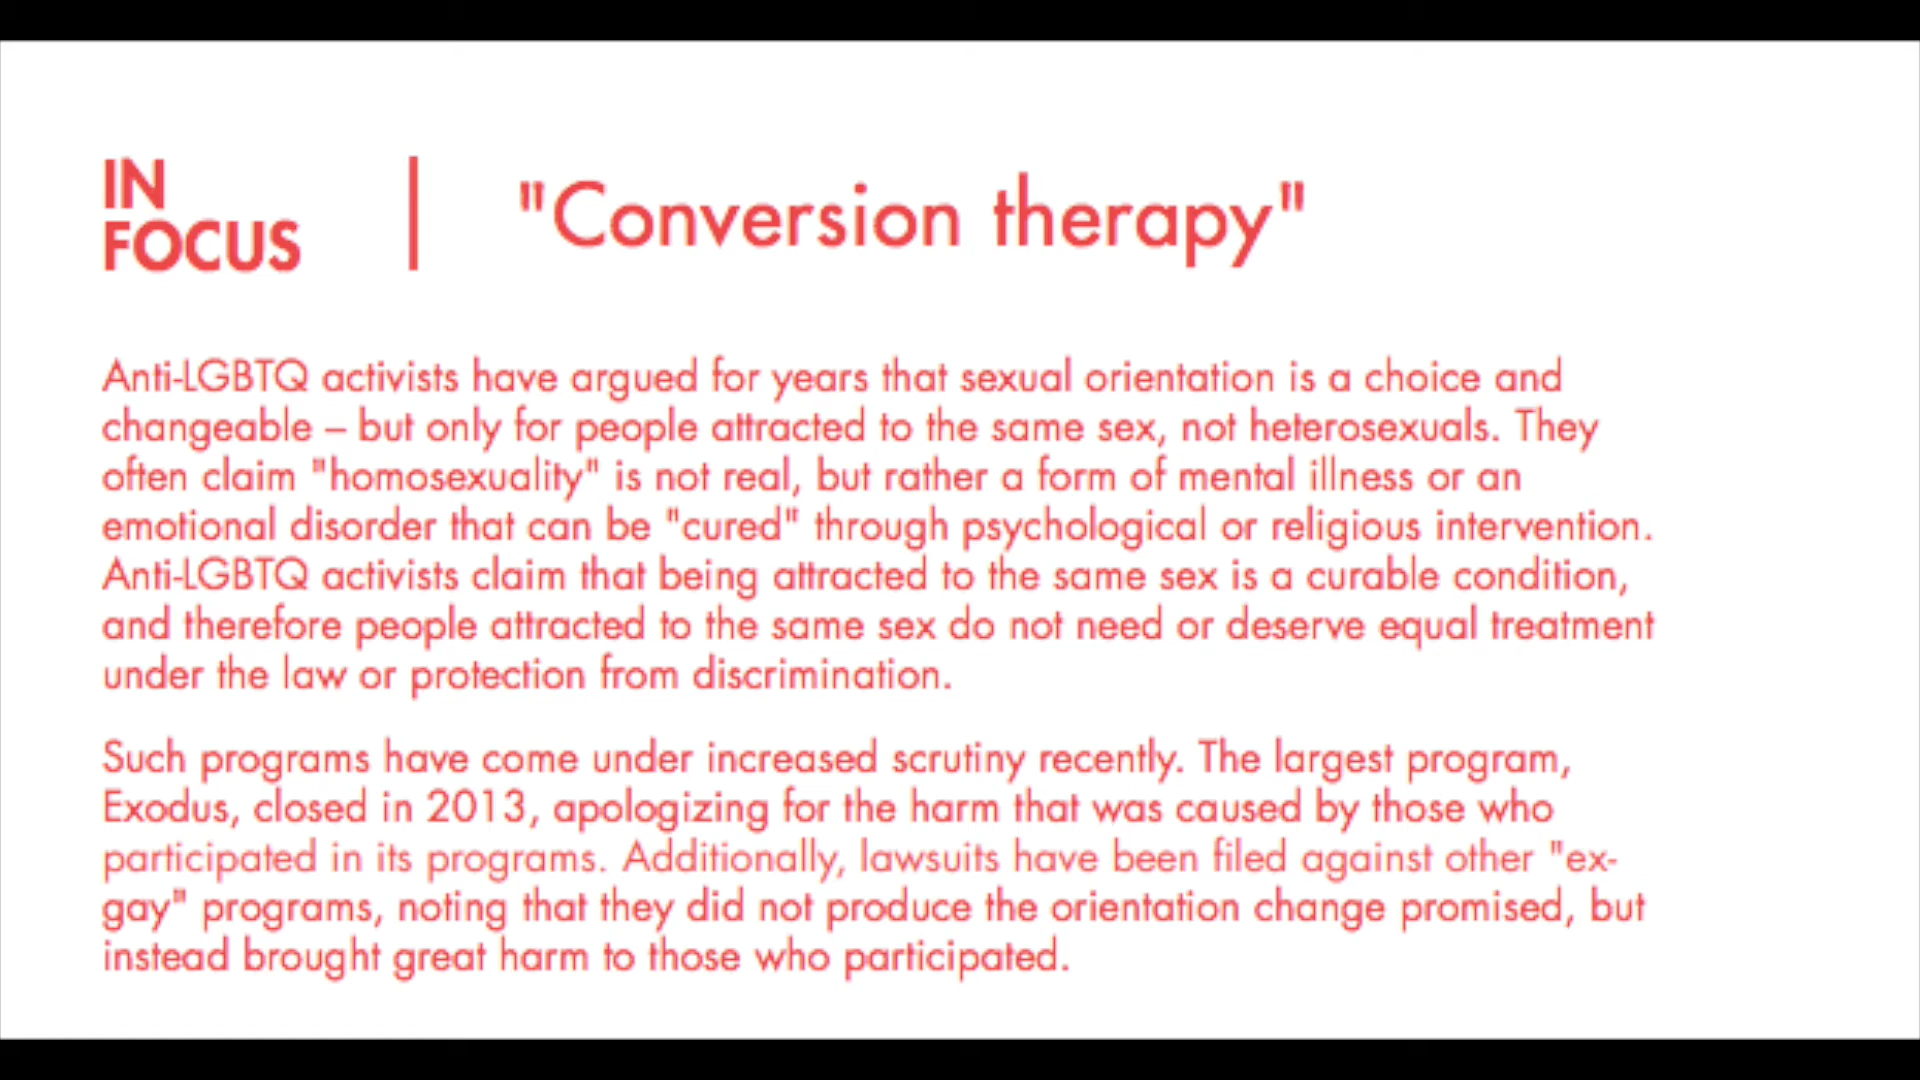 IN
FOCUS
"Conversion therapy"
Anti-LGBTQ activists have argued for years that sexual orientation is a choice and
changeable – but only for people attracted to the same sex, not heterosexuals. They
often claim "homosexuality" is not real, but rather a form of mental illness or an
emotional disorder that can be "cured" through psychological or religious intervention.
Anti-LGBTQ activists claim that being attracted to the same sex is a curable condition,
and therefore people attracted to the same sex do not need or deserve equal treatment
under the law or protection from discrimination.
Such programs have come under increased scrutiny recently. The largest program,
Exodus, closed in 2013, apologizing for the harm that was caused by those who
participated in its programs. Additionally, lawsuits have been filed against other "ex-
gay" programs, noting that they did not produce the orientation change promised, but
instead brought great harm to those who participated.